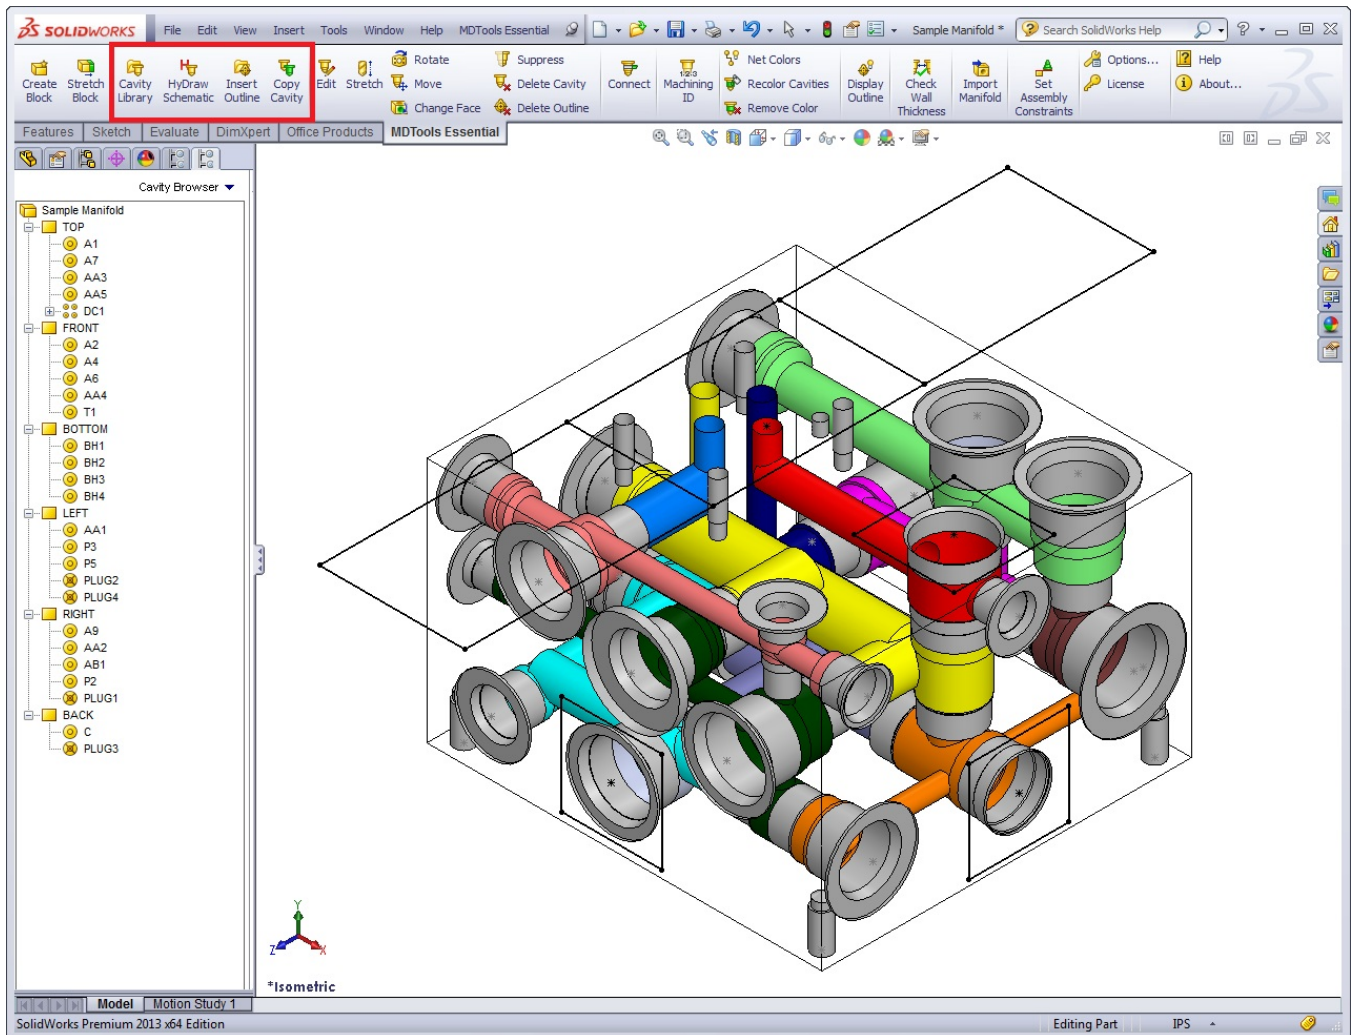 SOLIDWORKS File Edit View Insert Tools Window Help MDTools Essential Sample Manifold * Search SolidWorks Help
Create Block Stretch Block Cavity Library HyDraw Schematic Insert Outline Copy Cavity Edit Stretch
Rotate
Move
Change Face
Suppress
Delete Cavity
Delete Outline
Connect Machining ID
Net Colors
Recolor Cavities
Remove Color
Display Outline Check Wall Thickness Import Manifold Set Assembly Constraints
Options...
License
Help
About...
Features Sketch Evaluate DimXpert Office Products MDTools Essential
Cavity Browser
Sample Manifold
TOP
A1
A7
AA3
AA5
DC1
FRONT
A2
A4
A6
AA4
T1
BOTTOM
BH1
BH2
BH3
BH4
LEFT
AA1
P3
P5
PLUG2
PLUG4
RIGHT
A9
AA2
AB1
P2
PLUG1
BACK
C
PLUG3
Y
Z X
*Isometric
Model Motion Study 1
SolidWorks Premium 2013 x64 Edition Editing Part IPS